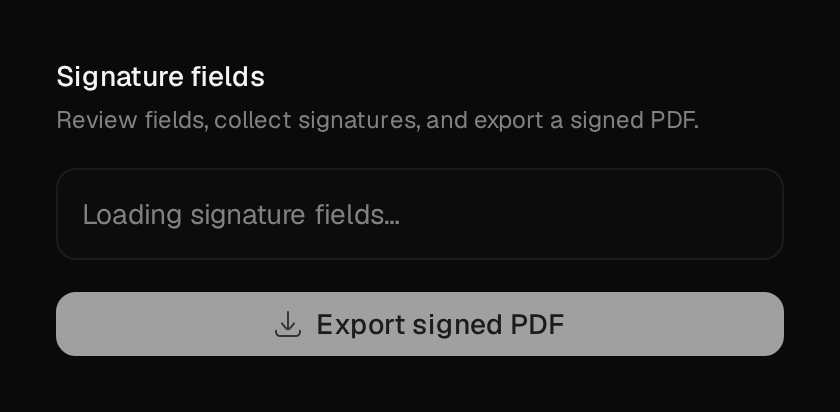 Signature fields
Review fields, collect signatures, and export a signed PDF.
Loading signature fields...
Export signed PDF